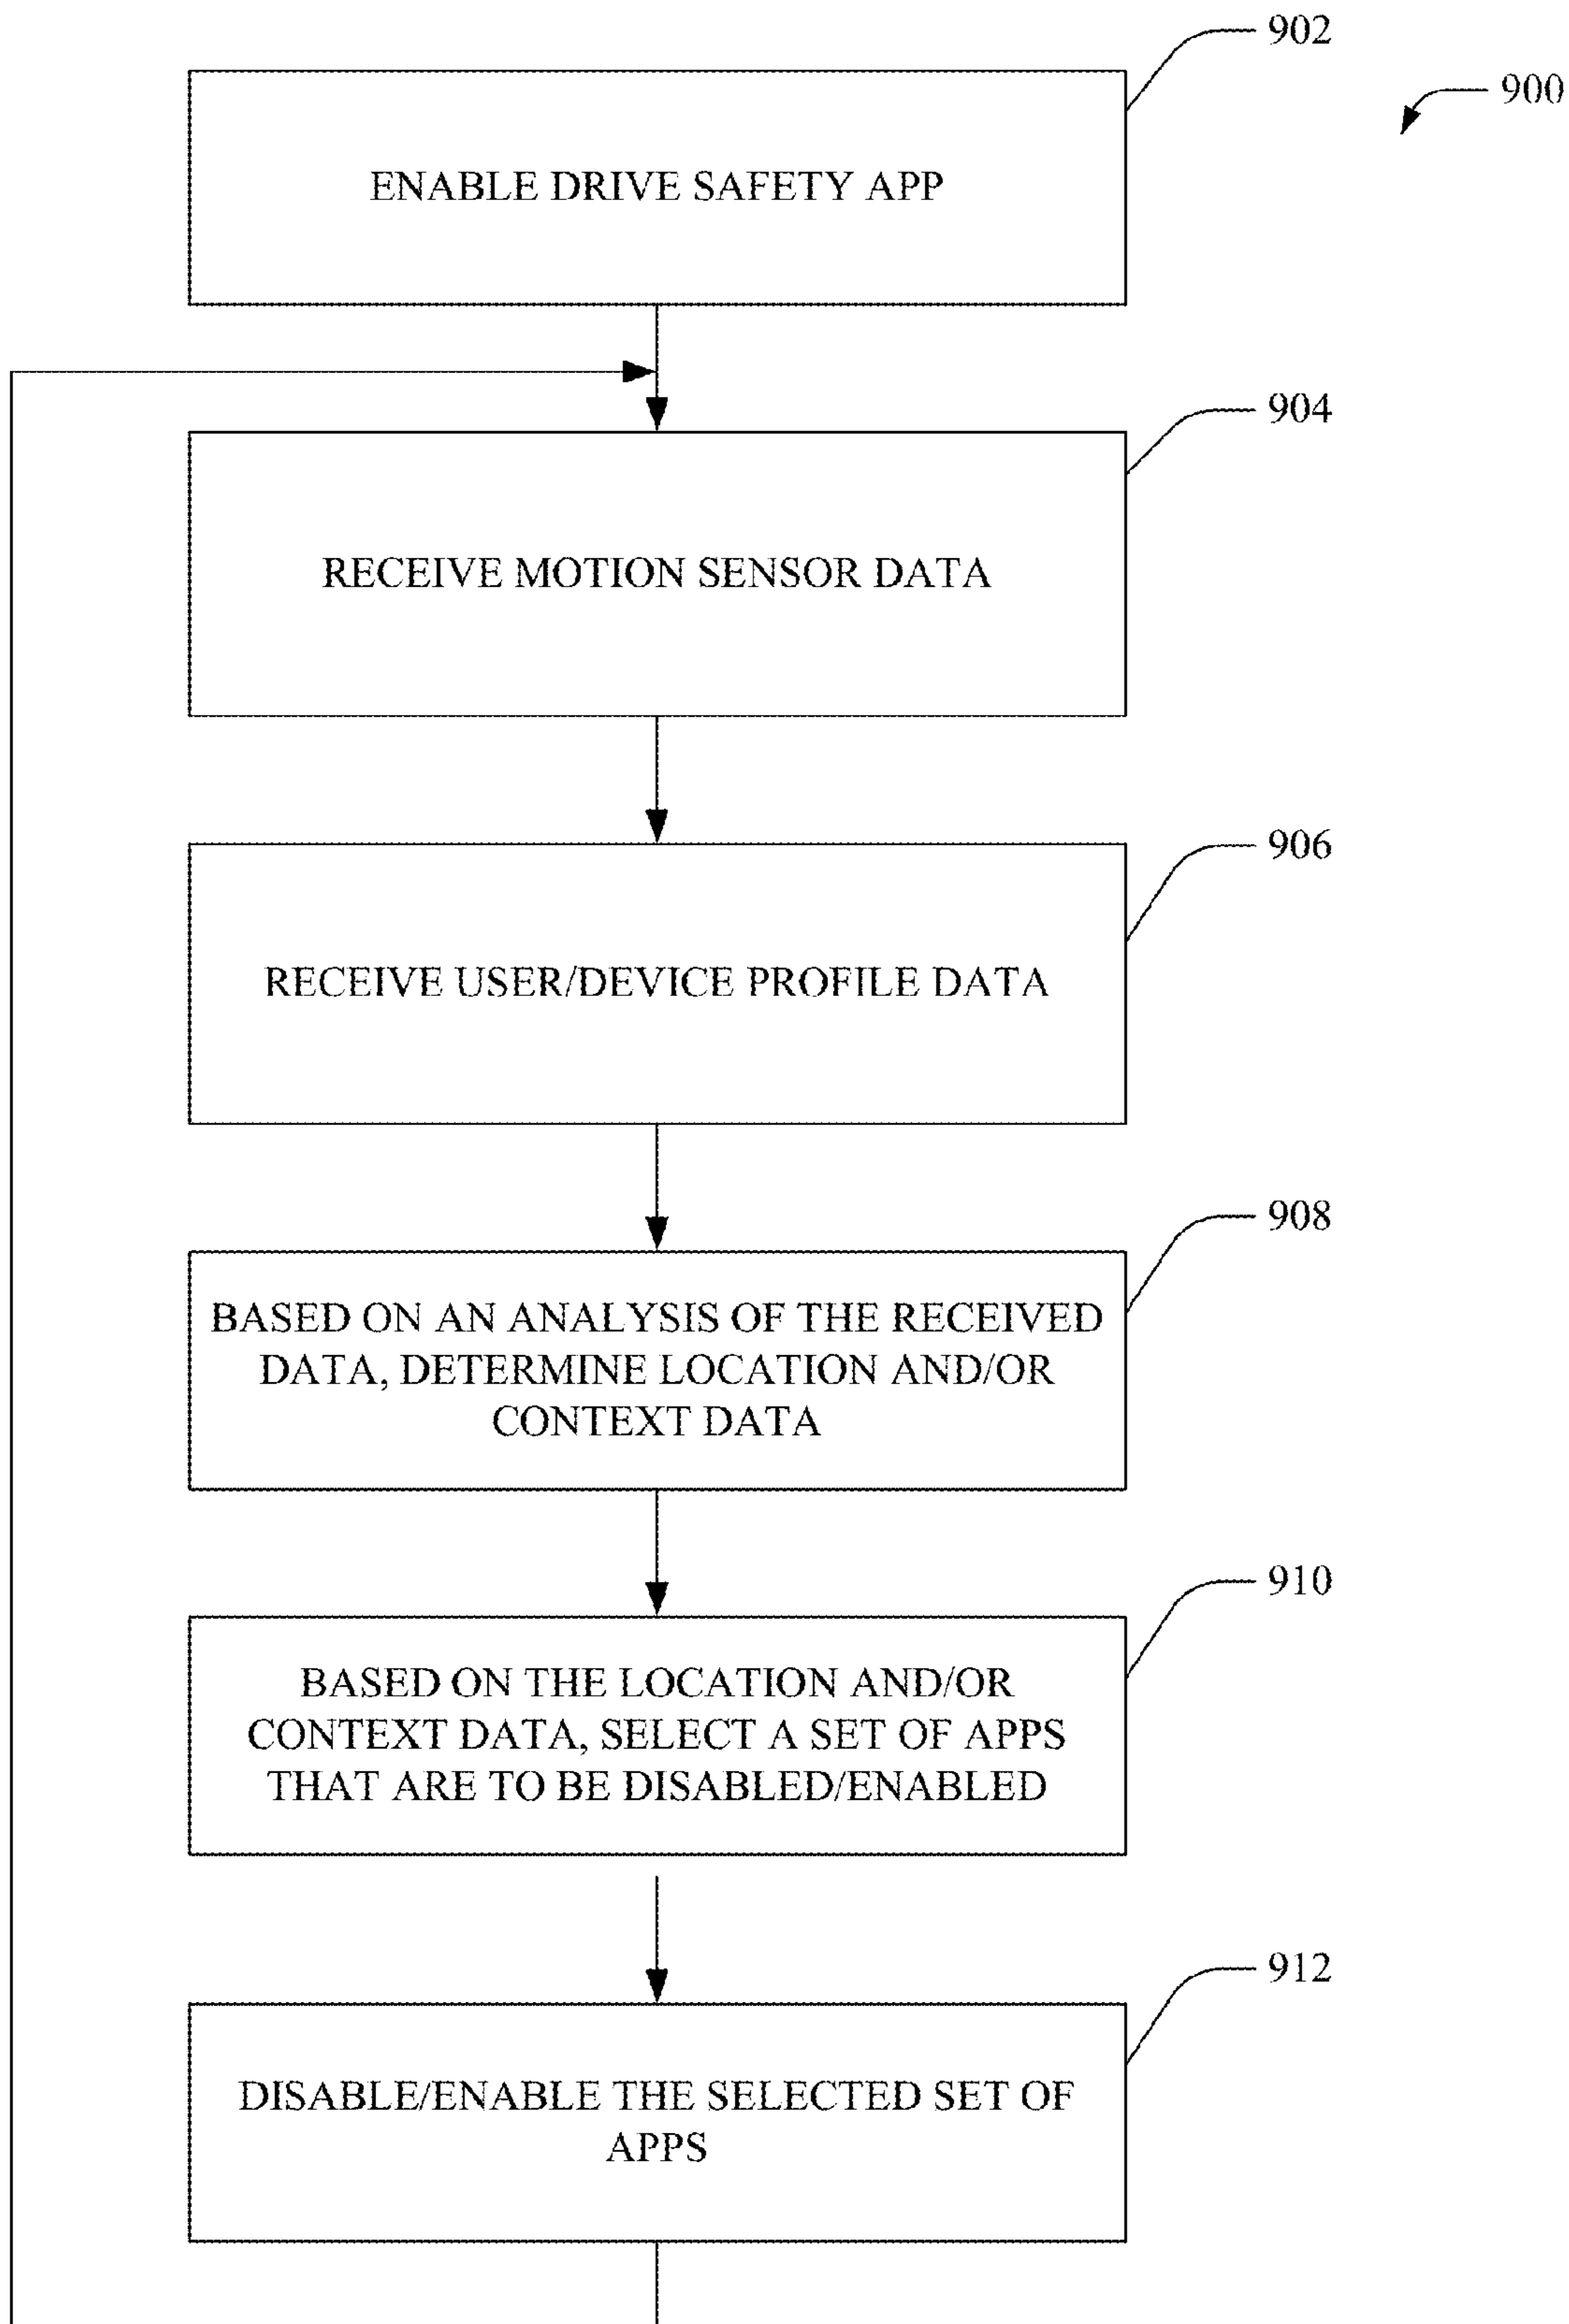 902
900
ENABLE DRIVE SAFETY APP
904
RECEIVE MOTION SENSOR DATA
906
RECEIVE USER/DEVICE PROFILE DATA
908
BASED ON AN ANALYSIS OF THE RECEIVED
DATA, DETERMINE LOCATION AND/OR
CONTEXT DATA
910
BASED ON THE LOCATION AND/OR
CONTEXT DATA, SELECT A SET OF APPS
THAT ARE TO BE DISABLED/ENABLED
912
DISABLE/ENABLE THE SELECTED SET OF
APPS